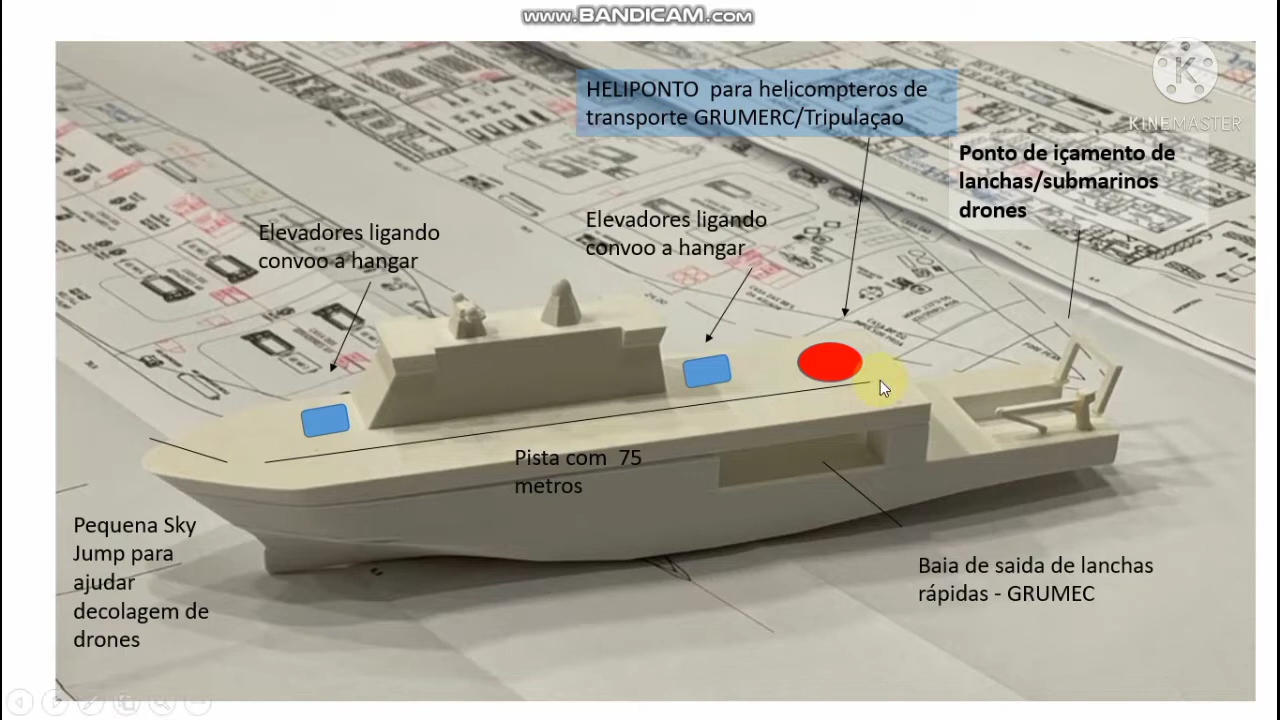 www.BANDICAM.com
HELIPONTO para helicompteros de
transporte GRUMERC/Tripulaçao
KINEMASTER
Ponto de içamento de
lanchas/submarinos
drones
Elevadores ligando
convoo a hangar
Elevadores ligando
convoo a hangar
Pista com 75
metros
Pequena Sky
Jump para
ajudar
decolagem de
drones
Baia de saida de lanchas
rápidas - GRUMEC